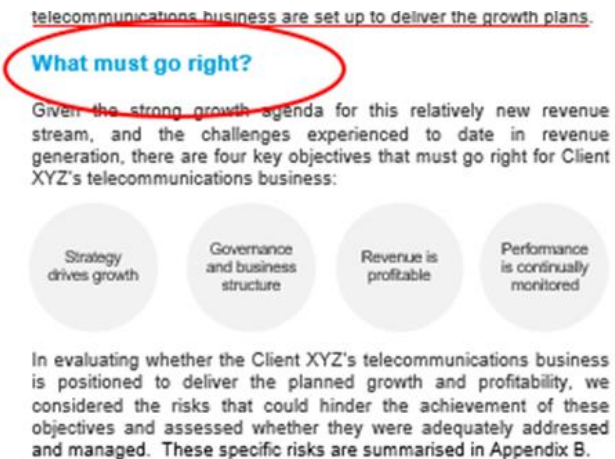 telecommunications business are set up to deliver the growth plans.
What must go right?
Given the strong growth agenda for this relatively new revenue
stream, and the challenges experienced to date in revenue
generation, there are four key objectives that must go right for Client
XYZ's telecommunications business:
Strategy
drives growth
Governance
and business
structure
Revenue is
profitable
Performance
is continually
monitored
In evaluating whether the Client XYZ's telecommunications business
is positioned to deliver the planned growth and profitability, we
considered the risks that could hinder the achievement of these
objectives and assessed whether they were adequately addressed
and managed. These specific risks are summarised in Appendix B.